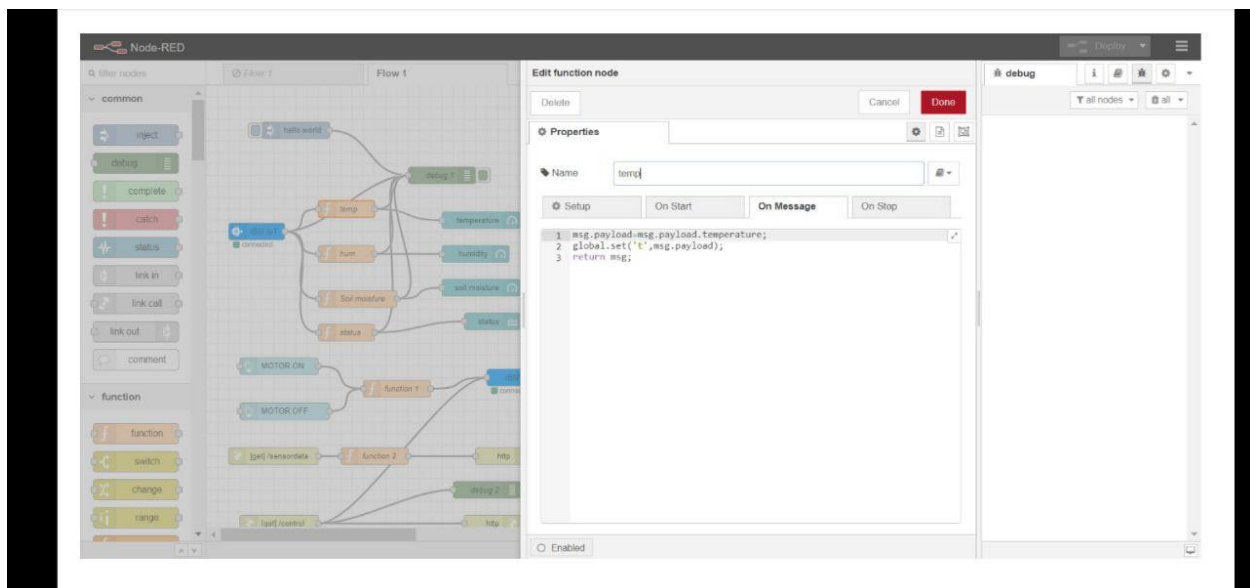 Node-RED
Deploy
filter nodes
Flow 1
Flow 1
Edit function node
debug
i
common
Delete
Cancel
Done
all nodes
all
inject
hello world
Properties
debug
debug 1
complete
Name
temp
catch
temp
temperature
Setup
On Start
On Message
On Stop
status
connected
hum
humidity
1 msg.payload=msg.payload.temperature;
2 global.set('t',msg.payload);
3 return msg;
link in
link call
Soil moisture
soil moisture
link out
status
status
comment
MOTOR ON
function 1
function
MOTOR OFF
function
[get] /sensordata
function 2
http
switch
change
debug 2
range
[get] /control
http
Enabled